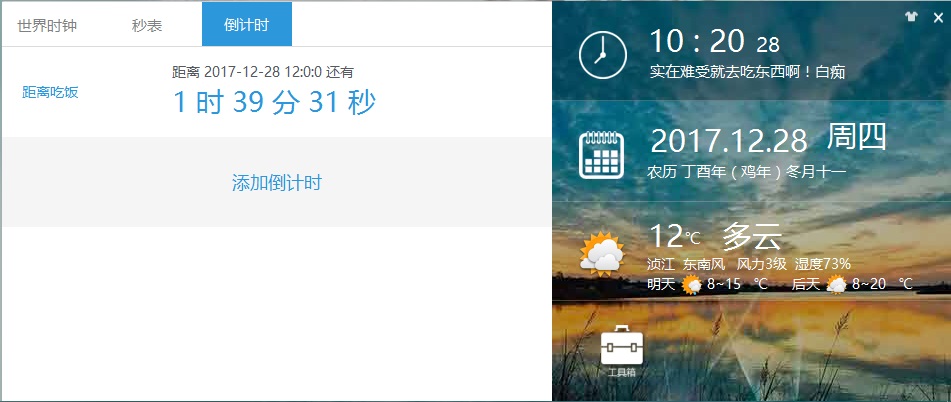 世界时钟 秒表 倒计时
距离吃饭
距离 2017-12-28 12:0:0 还有
1 时 39 分 31 秒
添加倒计时
10 : 20 28
实在难受就去吃东西啊！白痴
2017.12.28 周四
农历 丁酉年（鸡年）冬月十一
12℃ 多云
浈江 东南风 风力3级 湿度73%
明天 8~15 ℃ 后天 8~20 ℃
工具箱